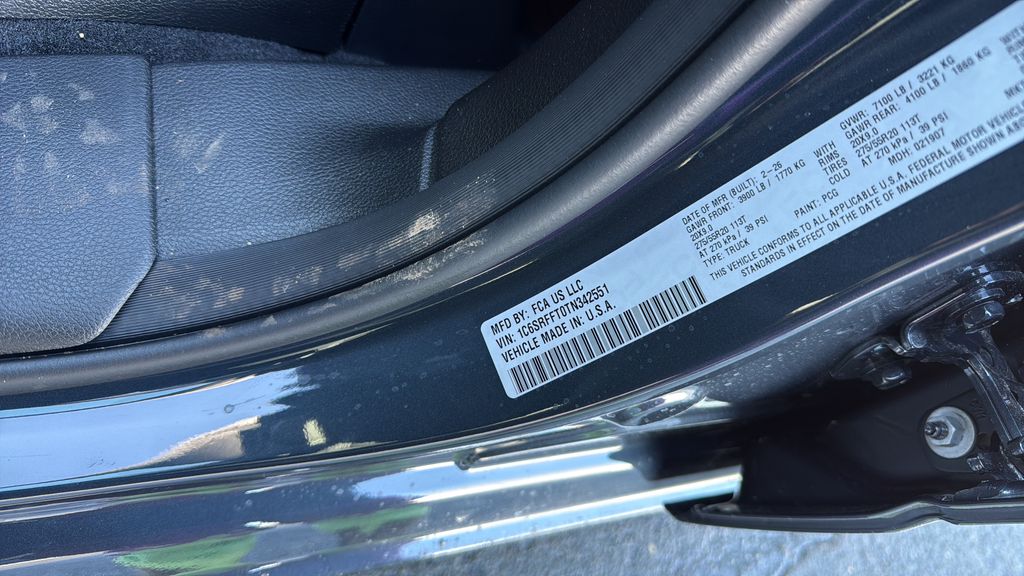 MFD BY: FCA US LLC
VIN: 1C6SRFFT0TN342551
VEHICLE MADE IN: U.S.A.
DATE OF MFR (BUILT): 2-26
GAWR FRONT: 3900 LB / 1770 KG WITH
20X9.0 RIMS
275/55R20 113T TIRES
AT 270 kPa / 39 PSI COLD
TYPE: TRUCK
GVWR: 7100 LB / 3221 KG
GAWR REAR: 4100 LB / 1860 KG
20X9.0
275/55R20 113T
AT 270 kPa / 39 PSI
MDH: 021907
PAINT: PCG
THIS VEHICLE CONFORMS TO ALL APPLICABLE U.S.A. FEDERAL MOTOR VEHICLE
STANDARDS IN EFFECT ON THE DATE OF MANUFACTURE SHOWN